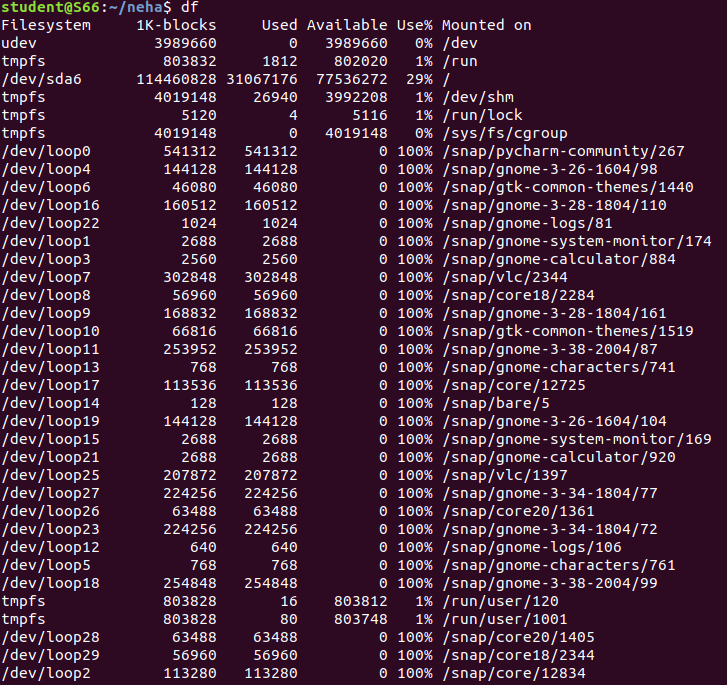 student@S66:~/neha$ df
Filesystem     1K-blocks     Used Available Use% Mounted on
udev             3989660        0   3989660   0% /dev
tmpfs             803832     1812    802020   1% /run
/dev/sda6      114460828 31067176  77536272  29% /
tmpfs            4019148    26940   3992208   1% /dev/shm
tmpfs               5120        4      5116   1% /run/lock
tmpfs            4019148        0   4019148   0% /sys/fs/cgroup
/dev/loop0        541312   541312         0 100% /snap/pycharm-community/267
/dev/loop4        144128   144128         0 100% /snap/gnome-3-26-1604/98
/dev/loop6         46080    46080         0 100% /snap/gtk-common-themes/1440
/dev/loop16       160512   160512         0 100% /snap/gnome-3-28-1804/110
/dev/loop22         1024     1024         0 100% /snap/gnome-logs/81
/dev/loop1          2688     2688         0 100% /snap/gnome-system-monitor/174
/dev/loop3          2560     2560         0 100% /snap/gnome-calculator/884
/dev/loop7        302848   302848         0 100% /snap/vlc/2344
/dev/loop8         56960    56960         0 100% /snap/core18/2284
/dev/loop9        168832   168832         0 100% /snap/gnome-3-28-1804/161
/dev/loop10        66816    66816         0 100% /snap/gtk-common-themes/1519
/dev/loop11       253952   253952         0 100% /snap/gnome-3-38-2004/87
/dev/loop13          768      768         0 100% /snap/gnome-characters/741
/dev/loop17       113536   113536         0 100% /snap/core/12725
/dev/loop14          128      128         0 100% /snap/bare/5
/dev/loop19       144128   144128         0 100% /snap/gnome-3-26-1604/104
/dev/loop15         2688     2688         0 100% /snap/gnome-system-monitor/169
/dev/loop21         2688     2688         0 100% /snap/gnome-calculator/920
/dev/loop25       207872   207872         0 100% /snap/vlc/1397
/dev/loop27       224256   224256         0 100% /snap/gnome-3-34-1804/77
/dev/loop26        63488    63488         0 100% /snap/core20/1361
/dev/loop23       224256   224256         0 100% /snap/gnome-3-34-1804/72
/dev/loop12          640      640         0 100% /snap/gnome-logs/106
/dev/loop5           768      768         0 100% /snap/gnome-characters/761
/dev/loop18       254848   254848         0 100% /snap/gnome-3-38-2004/99
tmpfs             803828       16    803812   1% /run/user/120
tmpfs             803828       80    803748   1% /run/user/1001
/dev/loop28        63488    63488         0 100% /snap/core20/1405
/dev/loop29        56960    56960         0 100% /snap/core18/2344
/dev/loop2        113280   113280         0 100% /snap/core/12834